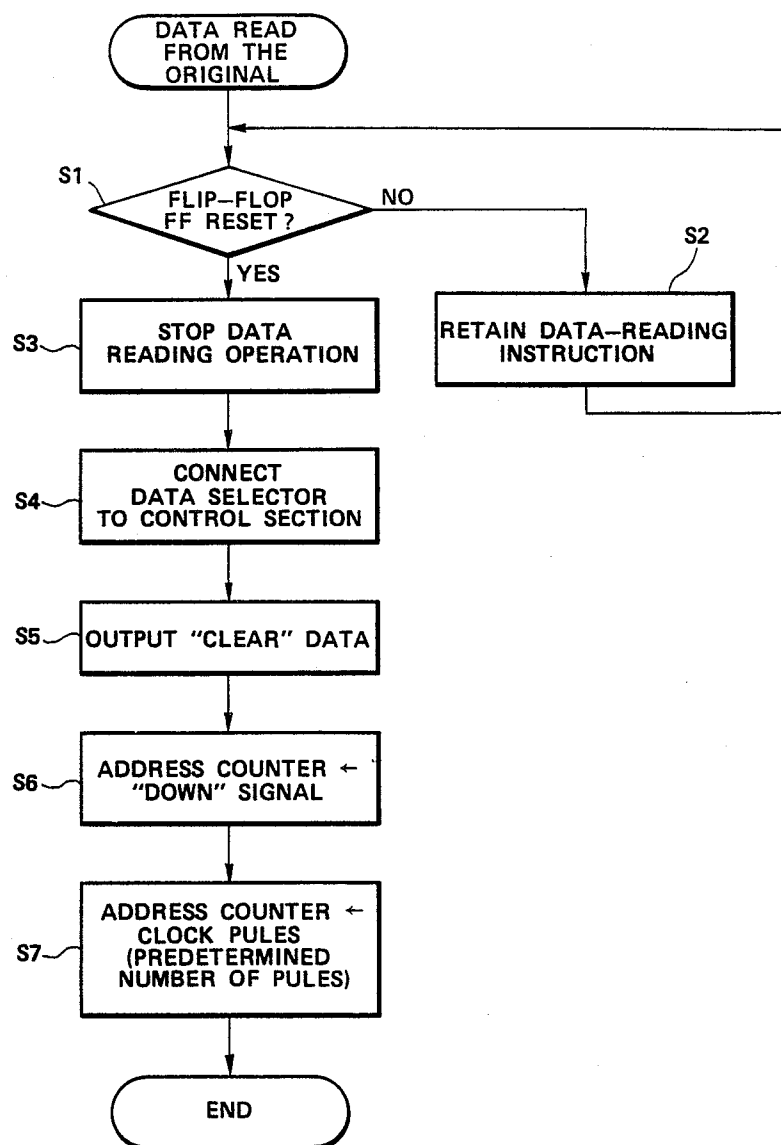 DATA READ
FROM THE
ORIGINAL
S1
FLIP–FLOP
FF RESET?
NO
YES
S2
RETAIN DATA–READING
INSTRUCTION
S3
STOP DATA
READING OPERATION
S4
CONNECT
DATA SELECTOR
TO CONTROL SECTION
S5
OUTPUT "CLEAR" DATA
S6
ADDRESS COUNTER ←
"DOWN" SIGNAL
S7
ADDRESS COUNTER ←
CLOCK PULES
(PREDETERMINED
NUMBER OF PULES)
END